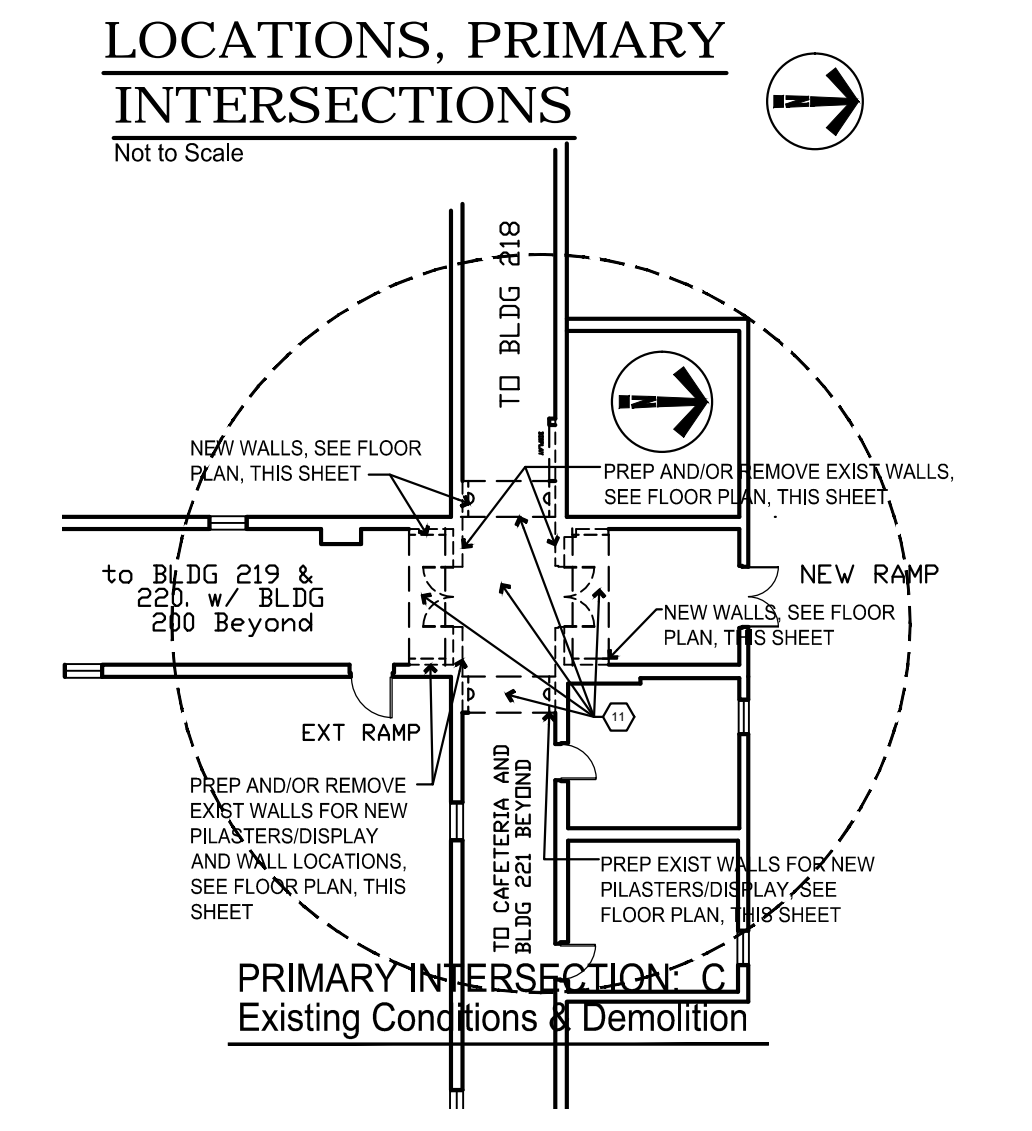 LOCATIONS, PRIMARY
INTERSECTIONS
Not to Scale
N
TO BLDG 218
N
DISPLAY
NEW WALLS, SEE FLOOR
PLAN, THIS SHEET
PREP AND/OR REMOVE EXIST WALLS,
SEE FLOOR PLAN, THIS SHEET
to BLDG 219 &
220. w/ BLDG
200 Beyond
NEW RAMP
NEW WALLS, SEE FLOOR
PLAN, THIS SHEET
11
EXT RAMP
PREP AND/OR REMOVE
EXIST WALLS FOR NEW
PILASTERS/DISPLAY
AND WALL LOCATIONS,
SEE FLOOR PLAN, THIS
SHEET
TO CAFETERIA AND
BLDG 221 BEYOND
PREP EXIST WALLS FOR NEW
PILASTERS/DISPLAY, SEE
FLOOR PLAN, THIS SHEET
PRIMARY INTERSECTION: C
Existing Conditions & Demolition